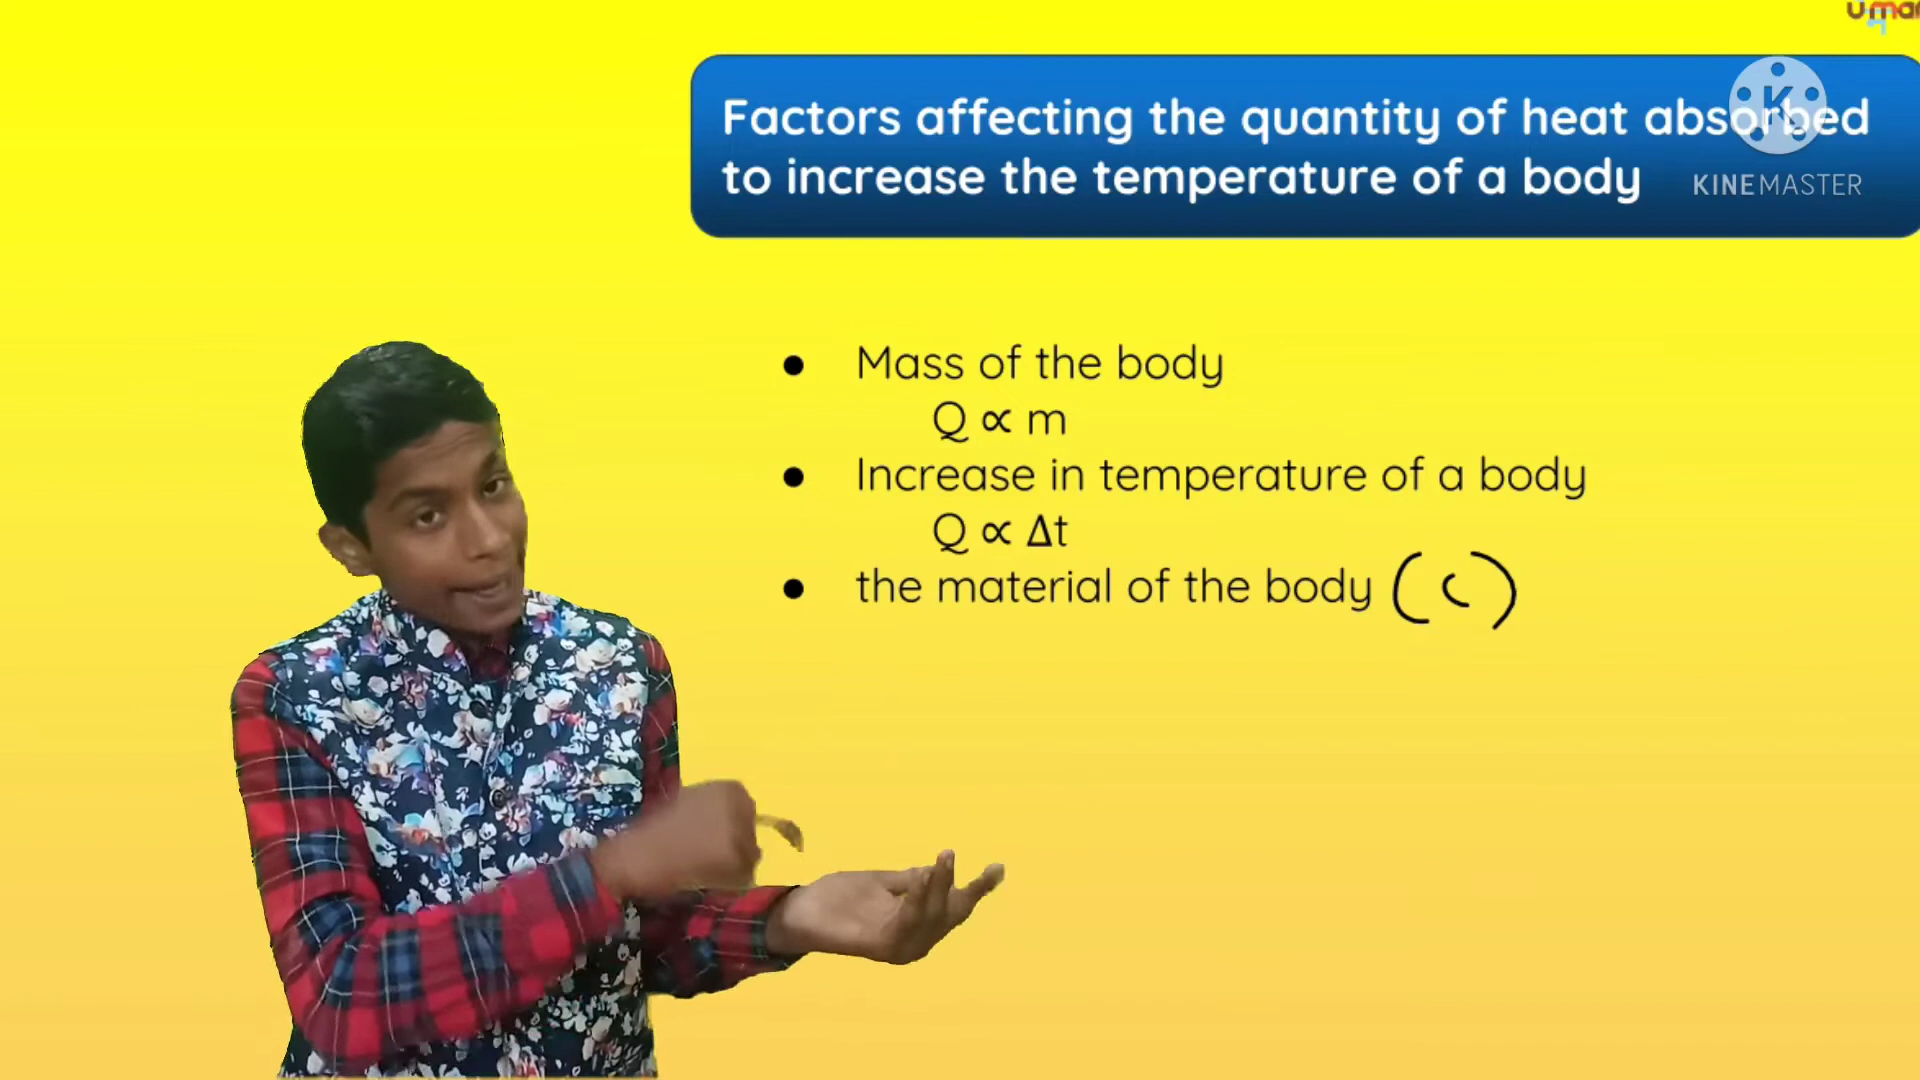 Factors affecting the quantity of heat absorbed
to increase the temperature of a body
KINEMASTER
● Mass of the body
Q ∝ m
● Increase in temperature of a body
Q ∝ Δt
● the material of the body (c)